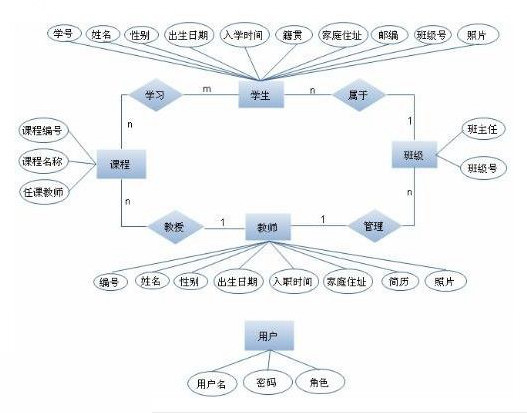 学号 姓名 性别 出生日期 入学时间 籍贯 家庭住址 邮编 班级号 照片
学习 m 学生 n 属于
n 1
课程编号
课程名称
任课教师
课程
班级
班主任
班级号
n n
教授 1 教师 1 管理
编号 姓名 性别 出生日期 入职时间 家庭住址 简历 照片
用户
用户名 密码 角色